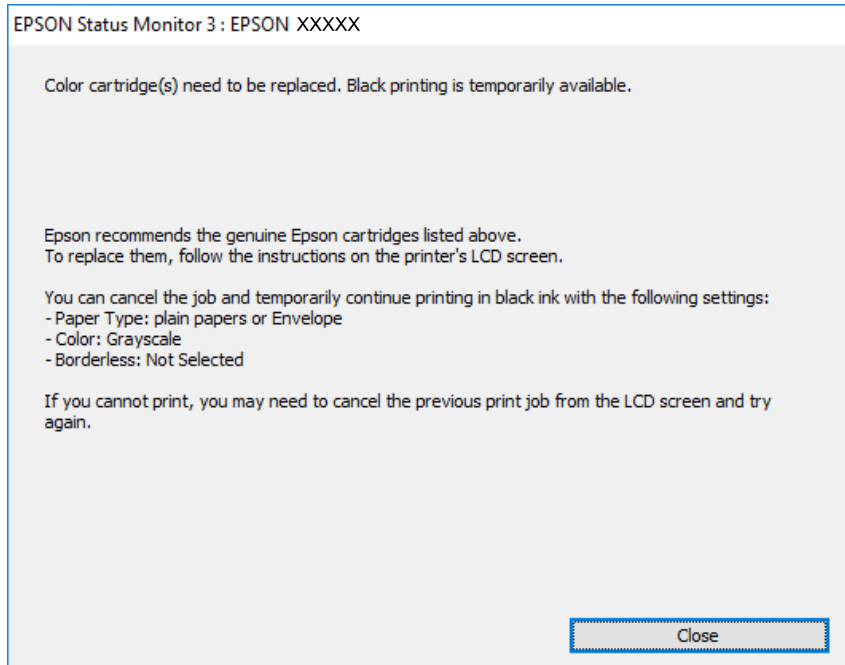 EPSON Status Monitor 3 : EPSON XXXXX
Color cartridge(s) need to be replaced. Black printing is temporarily available.
Epson recommends the genuine Epson cartridges listed above.
To replace them, follow the instructions on the printer's LCD screen.
You can cancel the job and temporarily continue printing in black ink with the following settings:
- Paper Type: plain papers or Envelope
- Color: Grayscale
- Borderless: Not Selected
If you cannot print, you may need to cancel the previous print job from the LCD screen and try
again.
Close